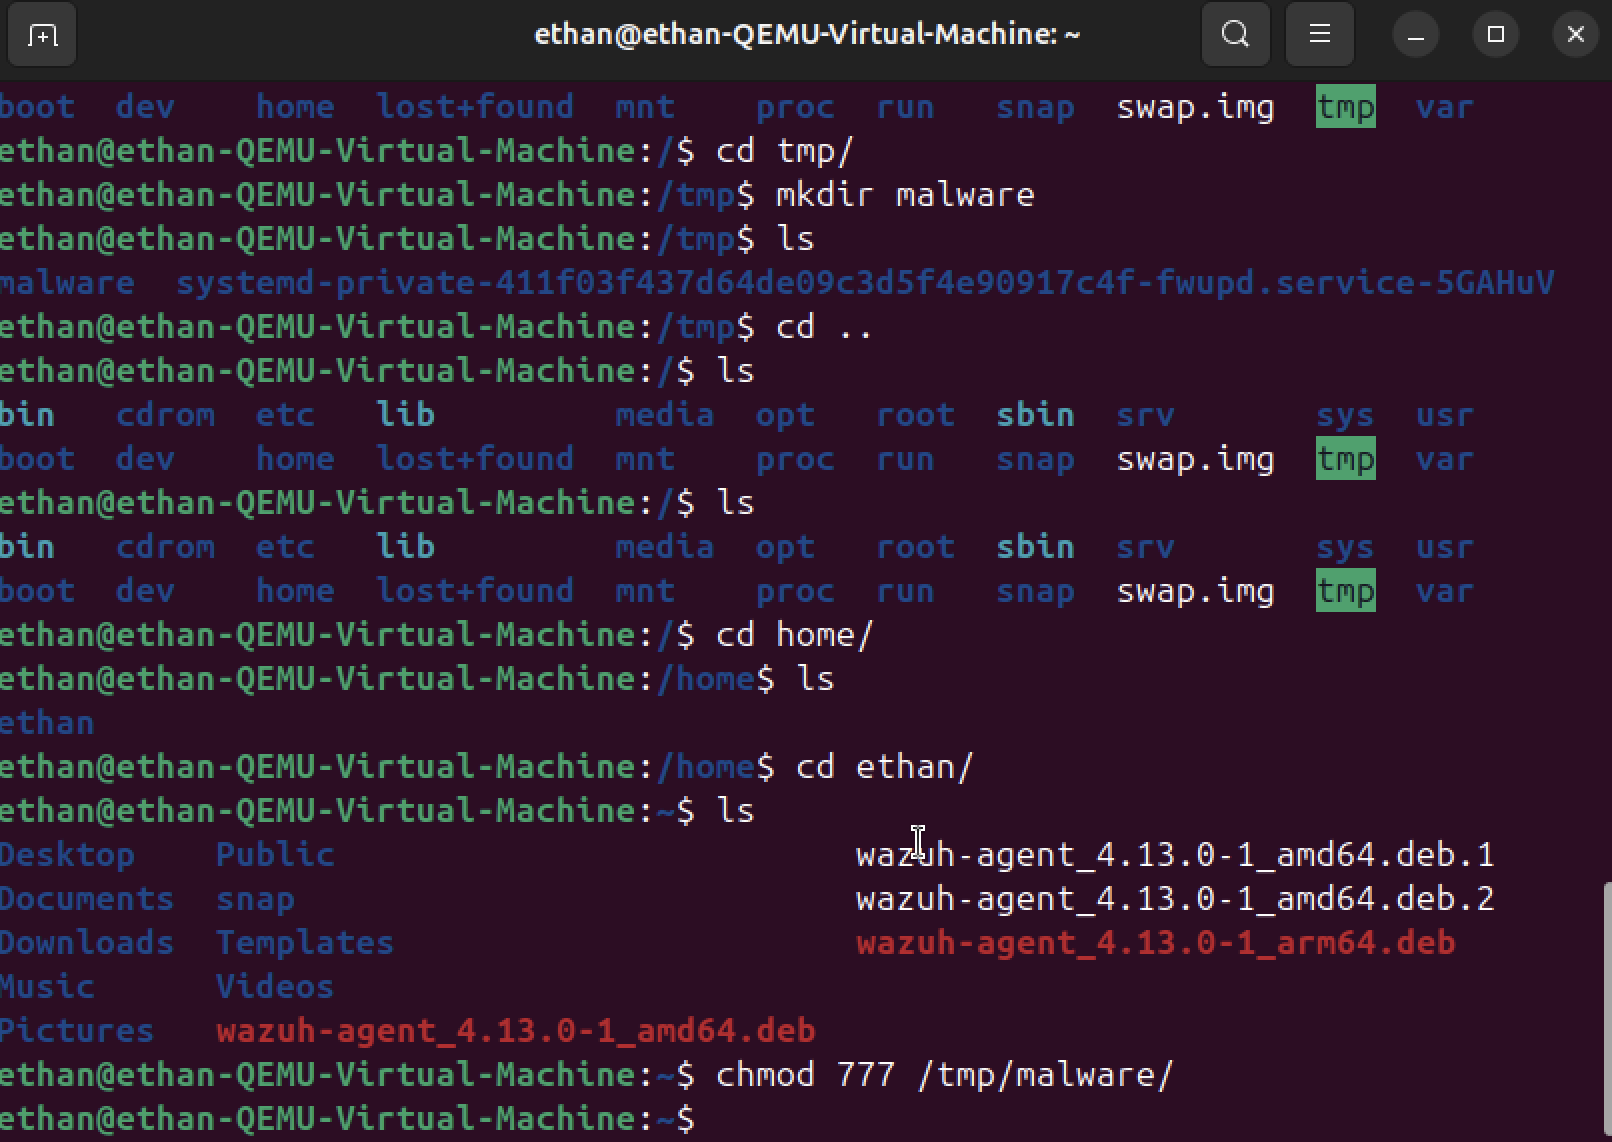 ethan@ethan-QEMU-Virtual-Machine: ~
boot dev home lost+found mnt proc run snap swap.img tmp var
ethan@ethan-QEMU-Virtual-Machine:/$ cd tmp/
ethan@ethan-QEMU-Virtual-Machine:/tmp$ mkdir malware
ethan@ethan-QEMU-Virtual-Machine:/tmp$ ls
malware systemd-private-411f03f437d64de09c3d5f4e90917c4f-fwupd.service-5GAHuV
ethan@ethan-QEMU-Virtual-Machine:/tmp$ cd ..
ethan@ethan-QEMU-Virtual-Machine:/$ ls
bin cdrom etc lib media opt root sbin srv sys usr
boot dev home lost+found mnt proc run snap swap.img tmp var
ethan@ethan-QEMU-Virtual-Machine:/$ ls
bin cdrom etc lib media opt root sbin srv sys usr
boot dev home lost+found mnt proc run snap swap.img tmp var
ethan@ethan-QEMU-Virtual-Machine:/$ cd home/
ethan@ethan-QEMU-Virtual-Machine:/home$ ls
ethan
ethan@ethan-QEMU-Virtual-Machine:/home$ cd ethan/
ethan@ethan-QEMU-Virtual-Machine:~$ ls
Desktop Public wazuh-agent_4.13.0-1_amd64.deb.1
Documents snap wazuh-agent_4.13.0-1_amd64.deb.2
Downloads Templates wazuh-agent_4.13.0-1_arm64.deb
Music Videos
Pictures wazuh-agent_4.13.0-1_amd64.deb
ethan@ethan-QEMU-Virtual-Machine:~$ chmod 777 /tmp/malware/
ethan@ethan-QEMU-Virtual-Machine:~$